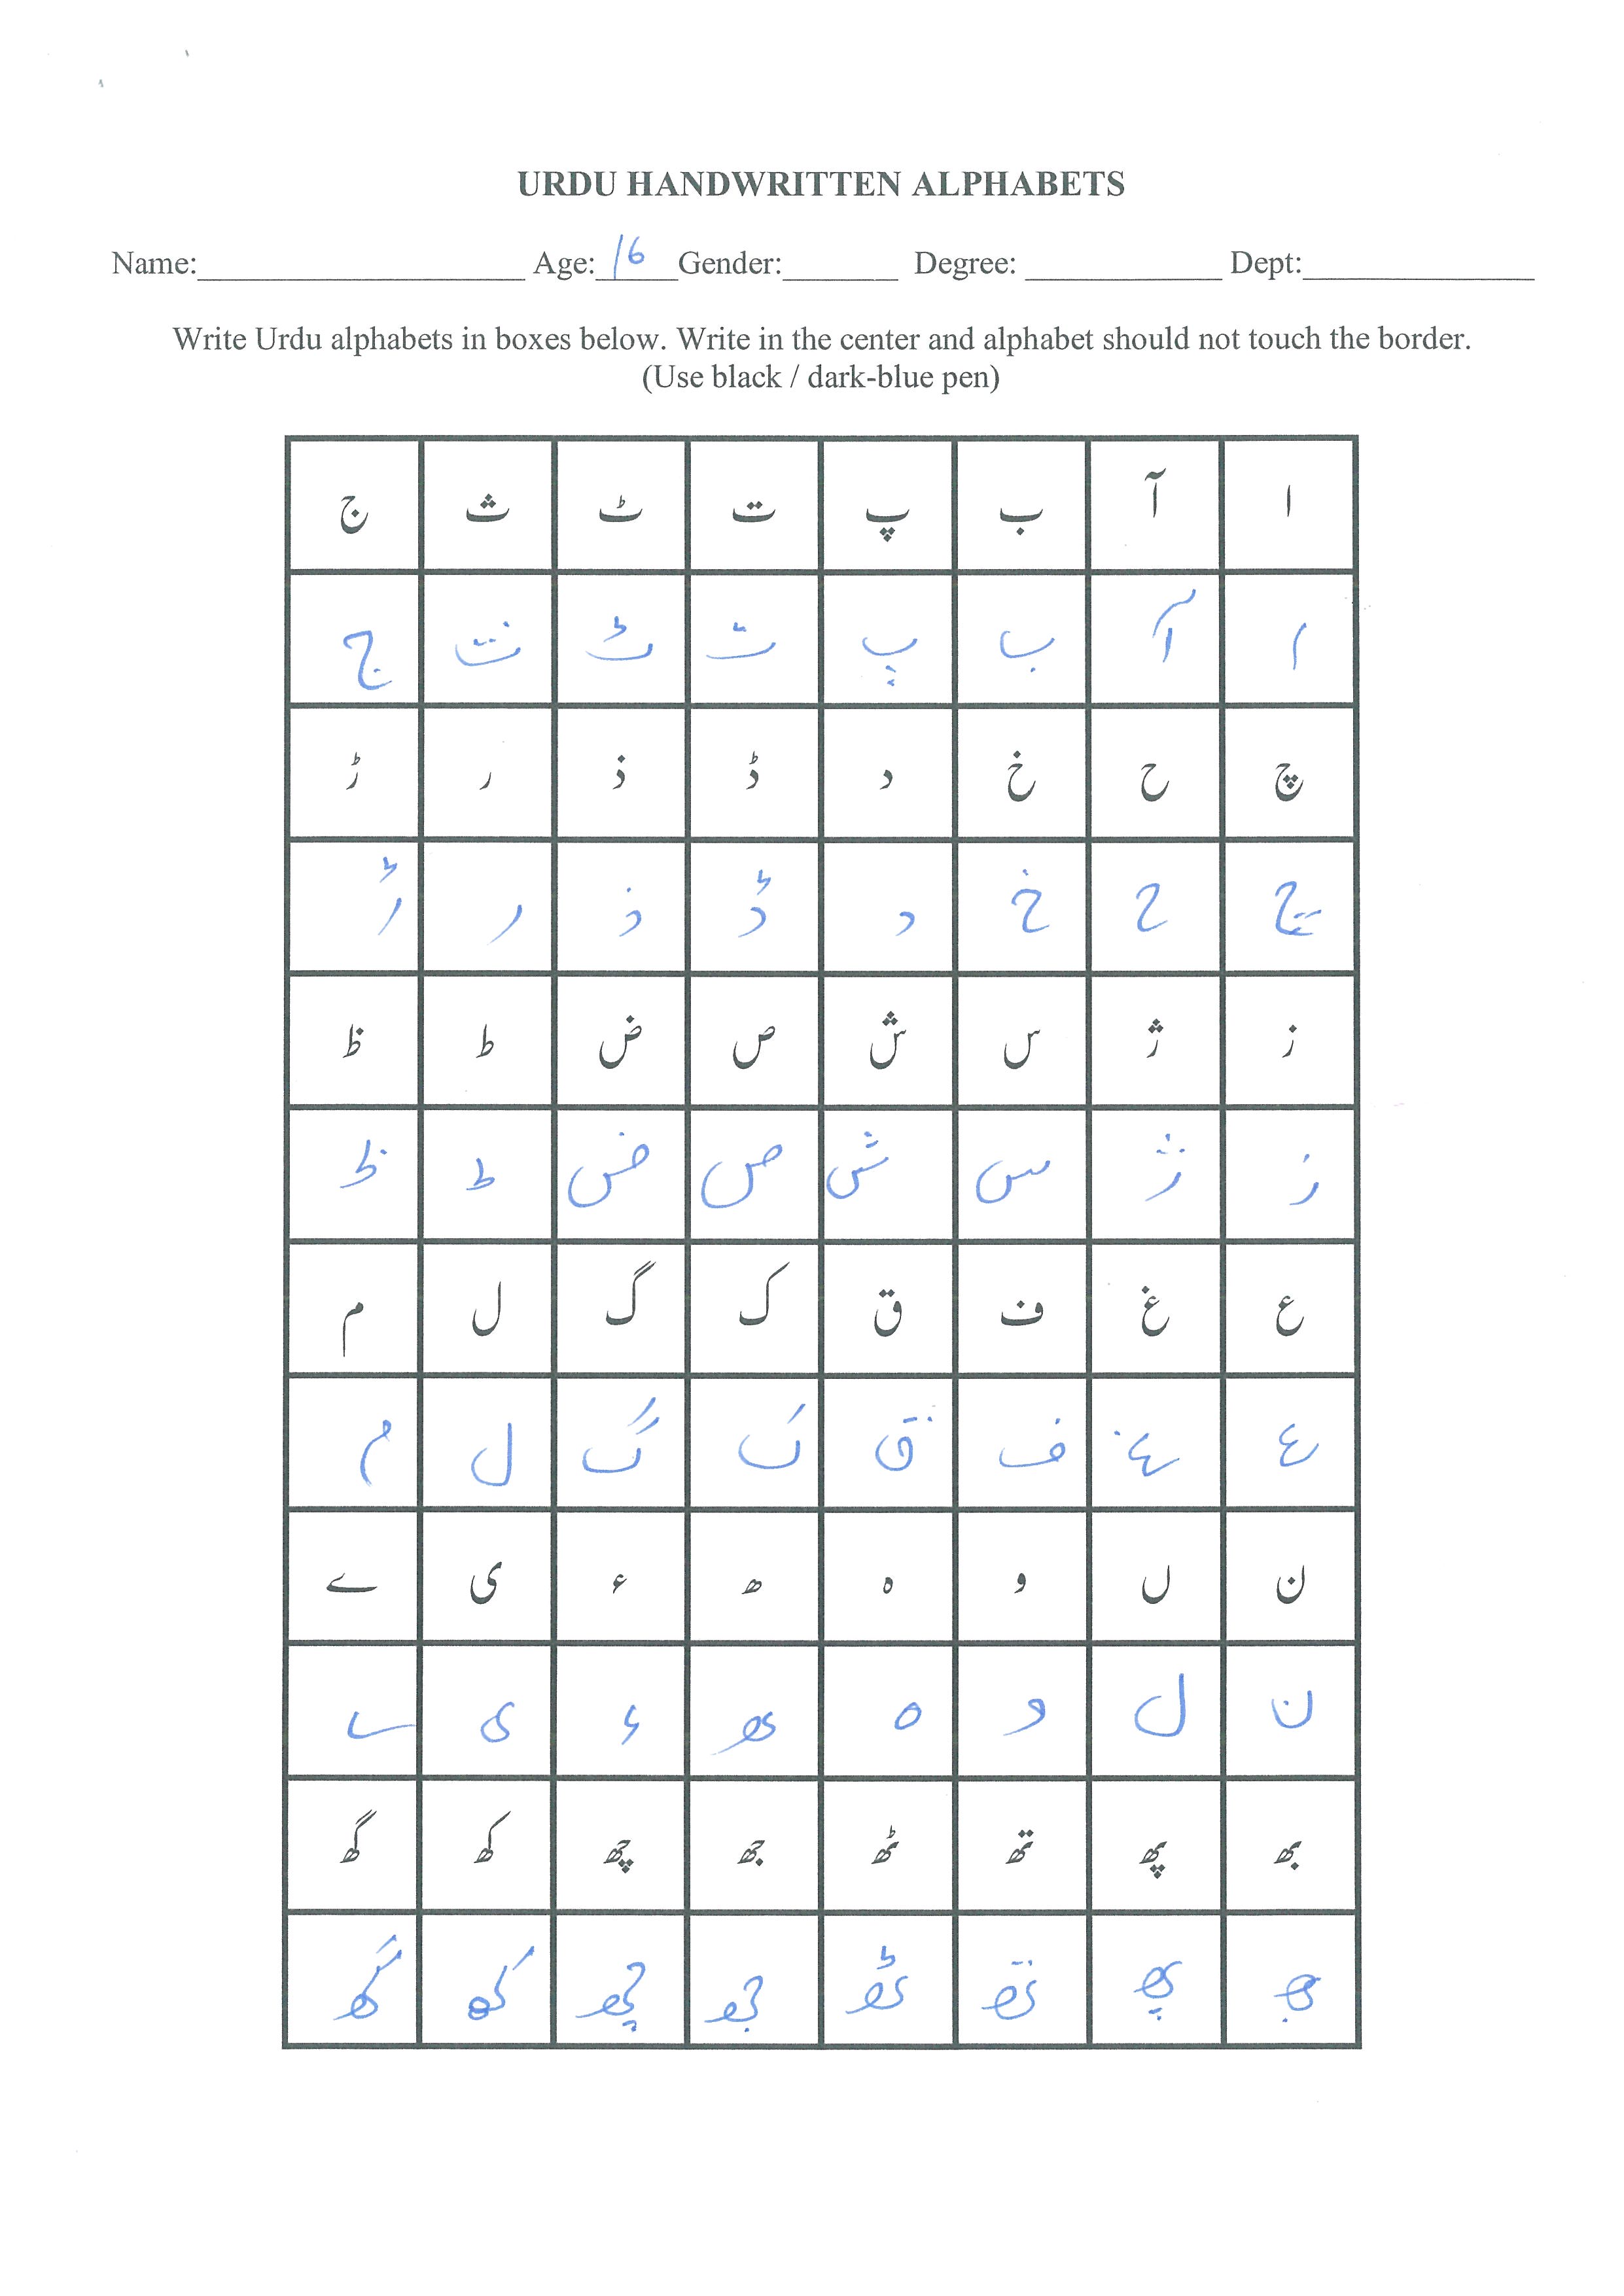 URDU HANDWRITTEN ALPHABETS
Name:____________________ Age: 16 Gender:_______ Degree: ____________ Dept:______________
Write Urdu alphabets in boxes below. Write in the center and alphabet should not touch the border.
(Use black / dark-blue pen)
ا آ ب پ ت ٹ ث ج
ا آ ب پ ت ٹ ث ج
چ ح خ د ڈ ذ ر ڑ
چ ح خ د ڈ ذ ر ڑ
ز ژ س ش ص ض ط ظ
ز ژ س ش ص ض ط ظ
ع غ ف ق ک گ ل م
ع غ ف ق ک گ ل م
ن ں و ہ ھ ء ی ے
ن ں و ہ ھ ء ی ے
بھ پھ تھ ٹھ جھ چھ کھ گھ
بھ پھ تھ ٹھ جھ چھ کھ گھ